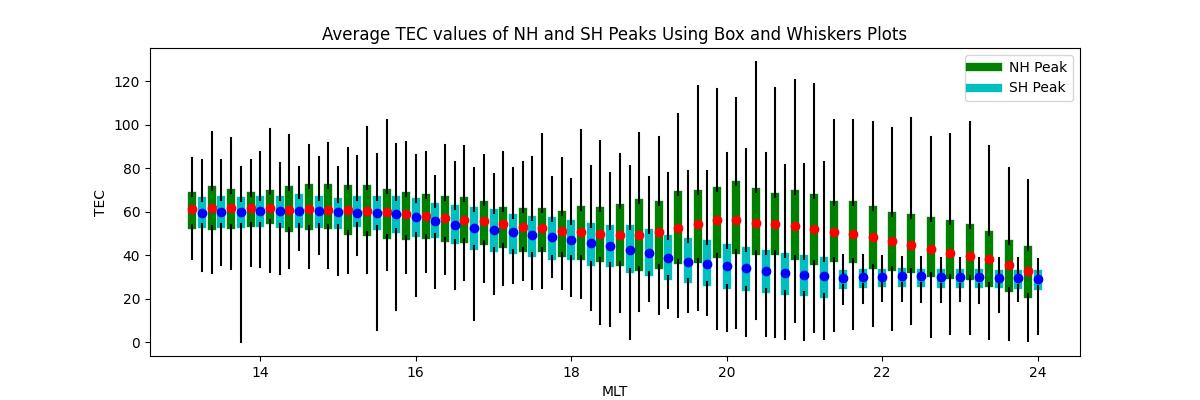 Average TEC values of NH and SH Peaks Using Box and Whiskers Plots
NH Peak
SH Peak
TEC
120
100
80
60
40
20
0
14 16 18 20 22 24
MLT